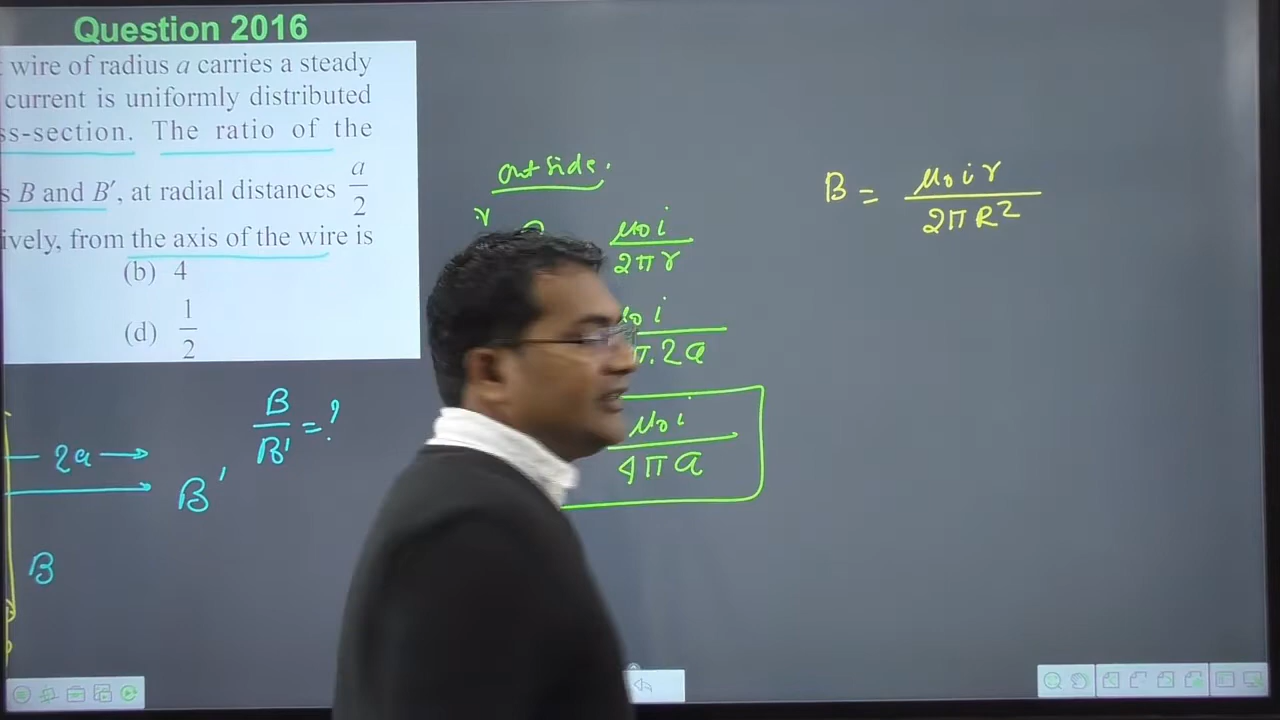 Question 2016
wire of radius a carries a steady
current is uniformly distributed
ss-section. The ratio of the
s B and B′, at radial distances a/2
ively, from the axis of the wire is
(b) 4
(d) 1/2
B/B' = ?
2a
B'
B
outside.
μ₀i/2πr
π.2a
μ₀i/4πa
B = μ₀ir/2πR²